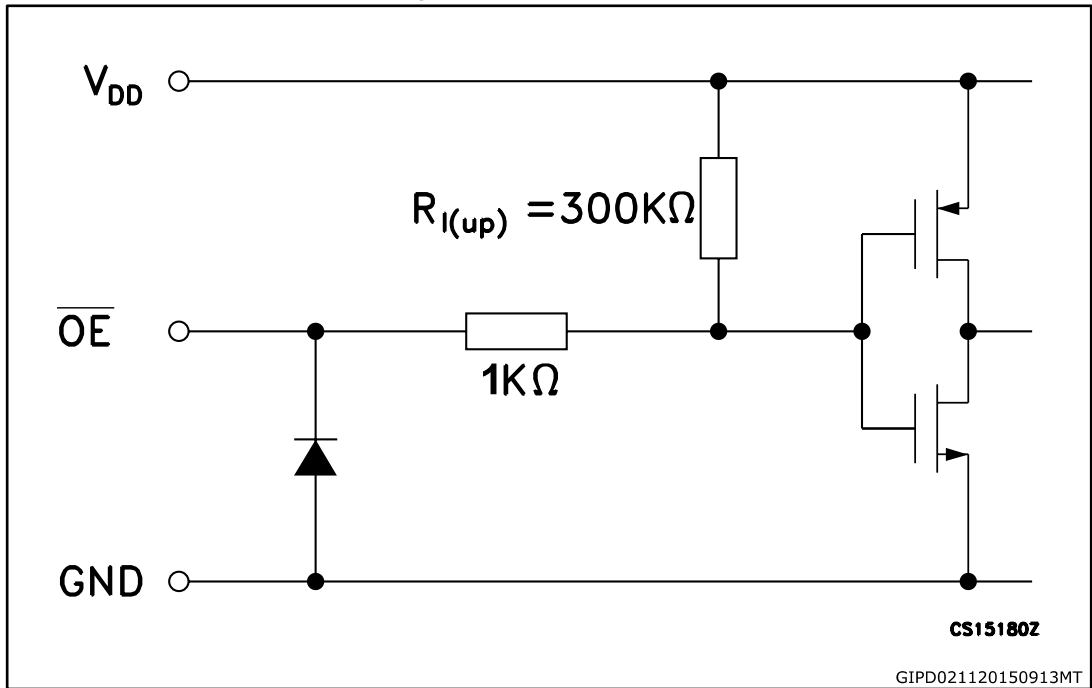 VDD
RI(up) =300KΩ
OE
1KΩ
GND
CS15180Z
GIPD021120150913MT